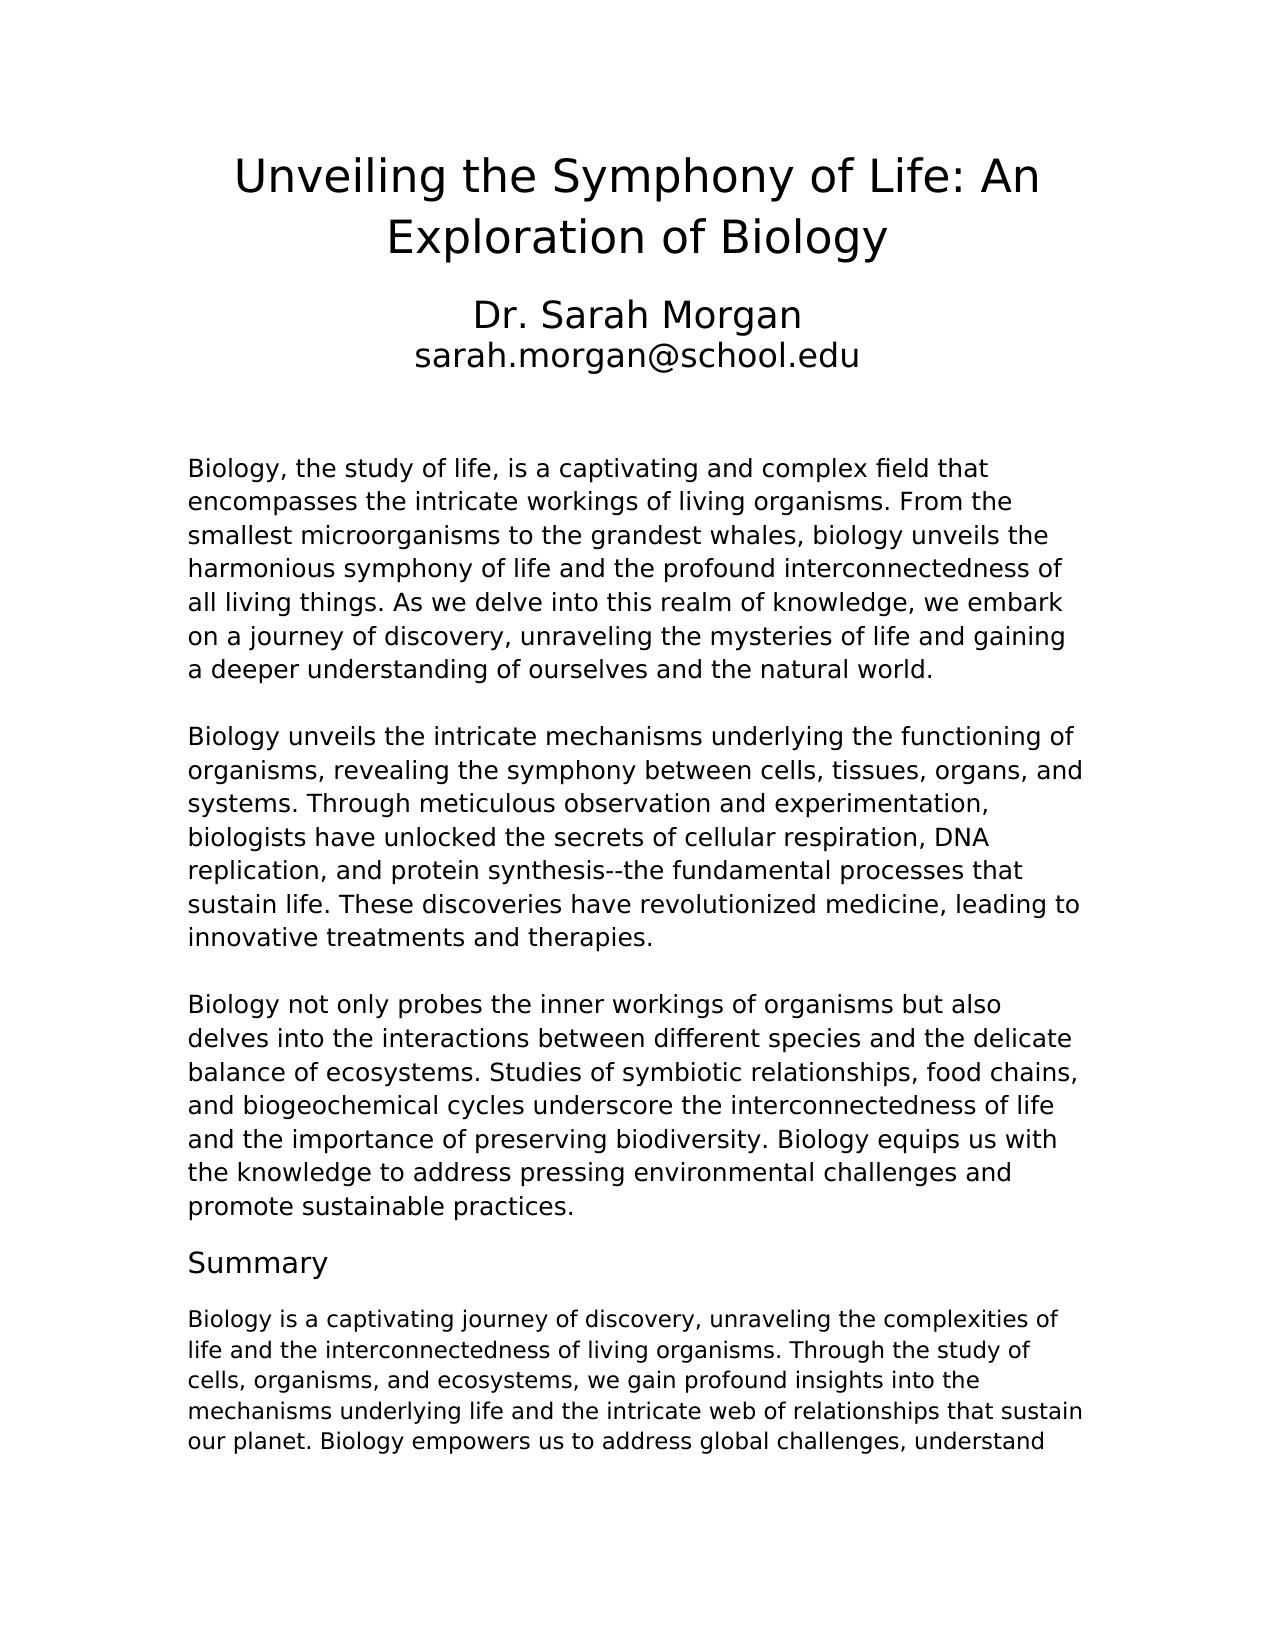 Unveiling the Symphony of Life: An
Exploration of Biology
Dr. Sarah Morgan
sarah.morgan@school.edu
Biology, the study of life, is a captivating and complex field that
encompasses the intricate workings of living organisms. From the
smallest microorganisms to the grandest whales, biology unveils the
harmonious symphony of life and the profound interconnectedness of
all living things. As we delve into this realm of knowledge, we embark
on a journey of discovery, unraveling the mysteries of life and gaining
a deeper understanding of ourselves and the natural world.
Biology unveils the intricate mechanisms underlying the functioning of
organisms, revealing the symphony between cells, tissues, organs, and
systems. Through meticulous observation and experimentation,
biologists have unlocked the secrets of cellular respiration, DNA
replication, and protein synthesis--the fundamental processes that
sustain life. These discoveries have revolutionized medicine, leading to
innovative treatments and therapies.
Biology not only probes the inner workings of organisms but also
delves into the interactions between different species and the delicate
balance of ecosystems. Studies of symbiotic relationships, food chains,
and biogeochemical cycles underscore the interconnectedness of life
and the importance of preserving biodiversity. Biology equips us with
the knowledge to address pressing environmental challenges and
promote sustainable practices.
Summary
Biology is a captivating journey of discovery, unraveling the complexities of
life and the interconnectedness of living organisms. Through the study of
cells, organisms, and ecosystems, we gain profound insights into the
mechanisms underlying life and the intricate web of relationships that sustain
our planet. Biology empowers us to address global challenges, understand